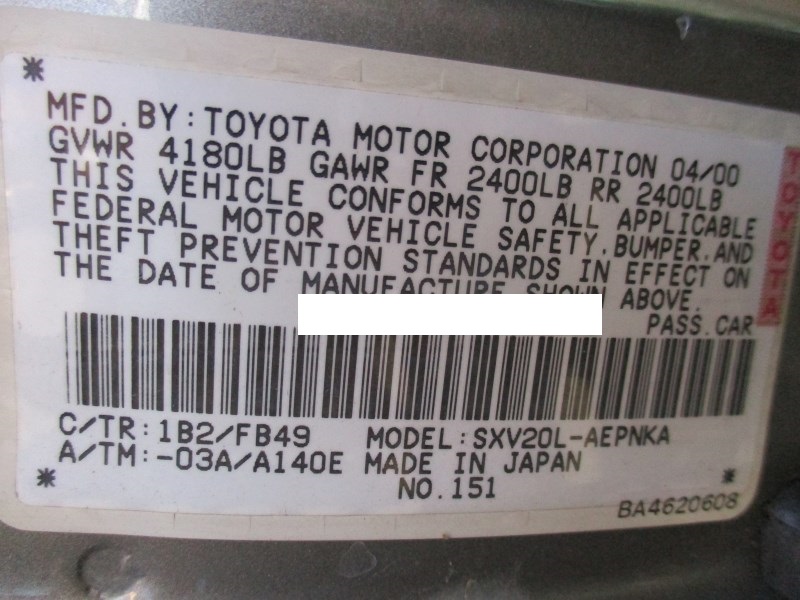 *
MFD. BY: TOYOTA MOTOR CORPORATION 04/00
GVWR 4180LB GAWR FR 2400LB RR 2400LB
THIS VEHICLE CONFORMS TO ALL APPLICABLE
FEDERAL MOTOR VEHICLE SAFETY, BUMPER, AND
THEFT PREVENTION STANDARDS IN EFFECT ON
THE DATE OF MANUFACTURE SHOWN ABOVE.
PASS. CAR
TOYOTA
C/TR: 1B2/FB49 MODEL: SXV20L-AEPNKA
A/TM: -03A/A140E MADE IN JAPAN
* NO. 151 *
BA4620608